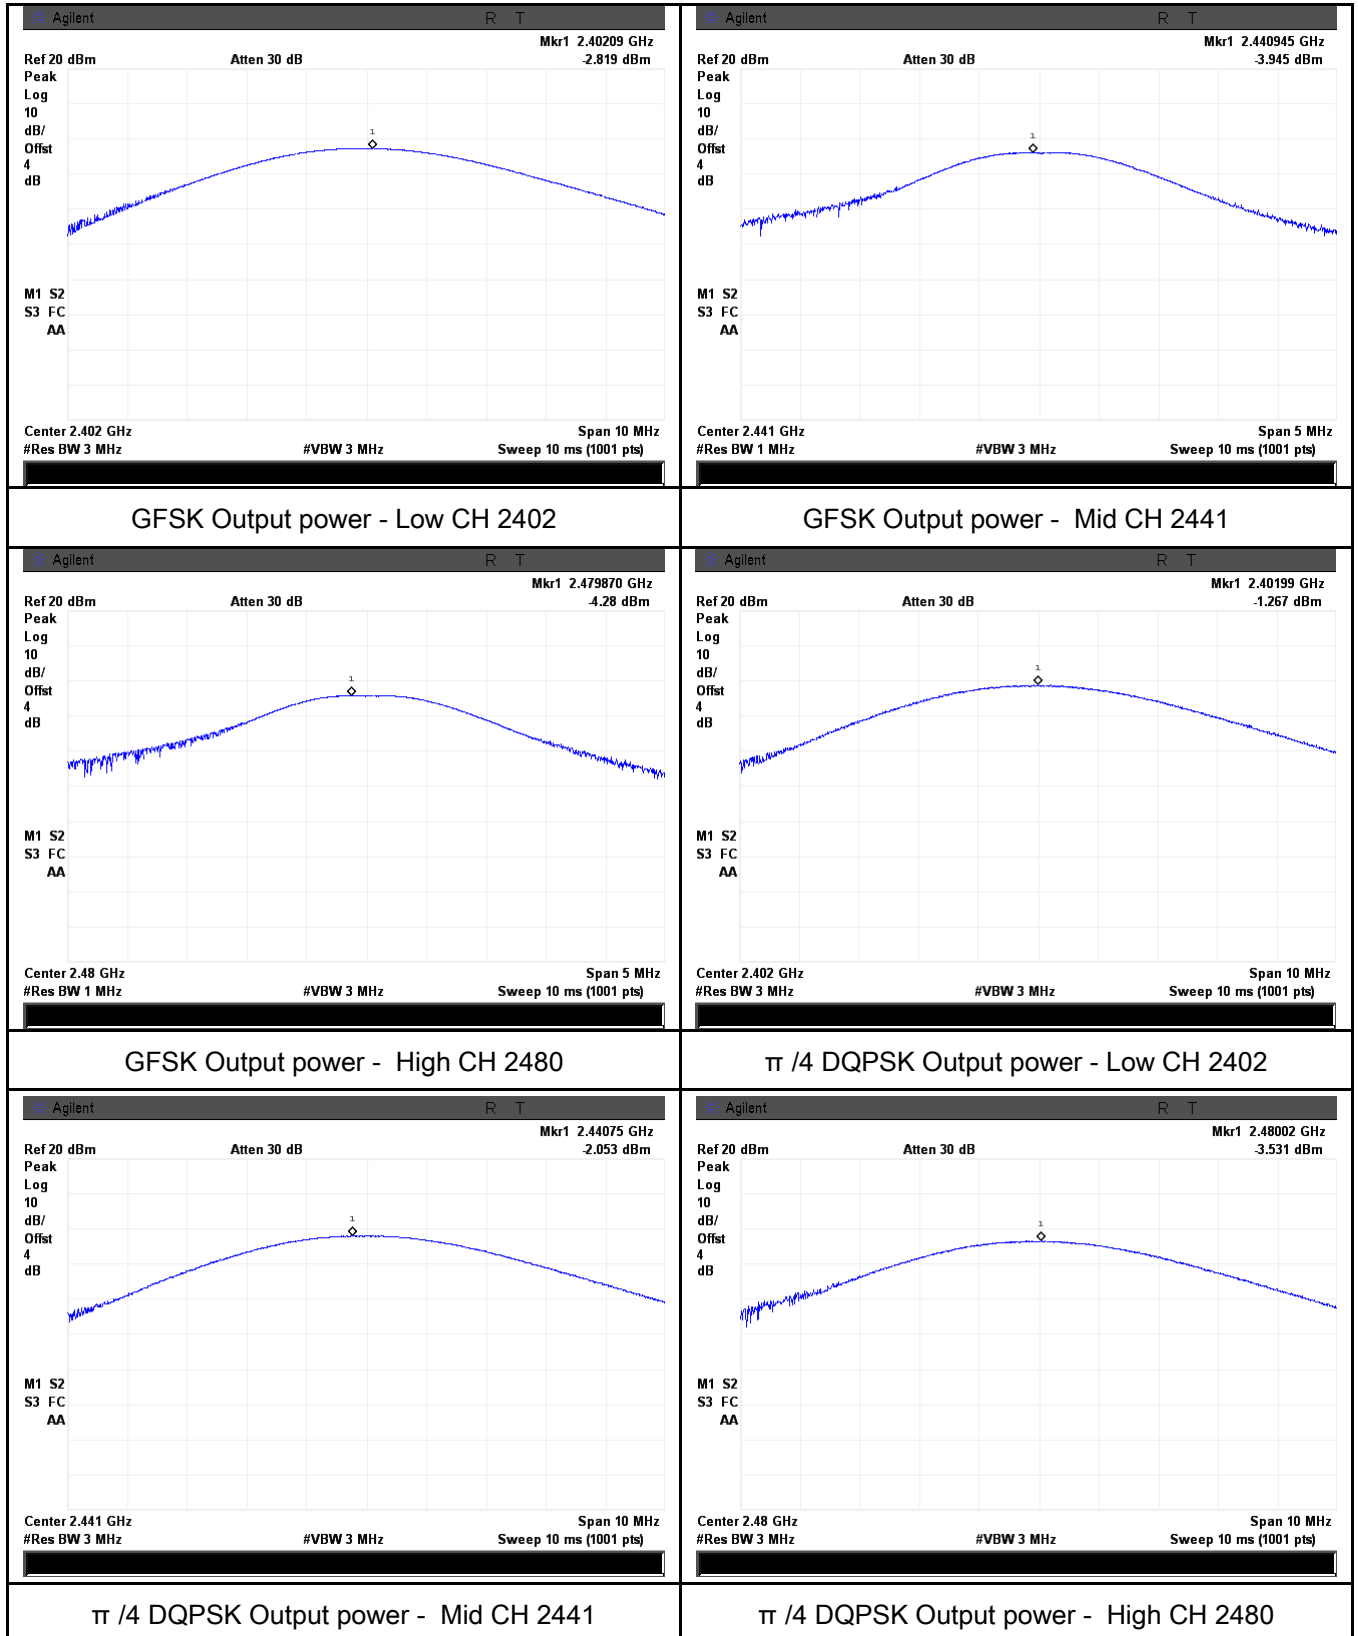 Agilent R T
Mkr1 2.40209 GHz
Ref 20 dBm Atten 30 dB -2.819 dBm
Peak
Log
10
dB/
Offst
4
dB
1
M1 S2
S3 FC
AA
Center 2.402 GHz Span 10 MHz
#Res BW 3 MHz #VBW 3 MHz Sweep 10 ms (1001 pts)
GFSK Output power - Low CH 2402
Agilent R T
Mkr1 2.440945 GHz
Ref 20 dBm Atten 30 dB -3.945 dBm
Peak
Log
10
dB/
Offst
4
dB
1
M1 S2
S3 FC
AA
Center 2.441 GHz Span 5 MHz
#Res BW 1 MHz #VBW 3 MHz Sweep 10 ms (1001 pts)
GFSK Output power - Mid CH 2441
Agilent R T
Mkr1 2.479870 GHz
Ref 20 dBm Atten 30 dB -4.28 dBm
Peak
Log
10
dB/
Offst
4
dB
1
M1 S2
S3 FC
AA
Center 2.48 GHz Span 5 MHz
#Res BW 1 MHz #VBW 3 MHz Sweep 10 ms (1001 pts)
GFSK Output power - High CH 2480
Agilent R T
Mkr1 2.40199 GHz
Ref 20 dBm Atten 30 dB -1.267 dBm
Peak
Log
10
dB/
Offst
4
dB
1
M1 S2
S3 FC
AA
Center 2.402 GHz Span 10 MHz
#Res BW 3 MHz #VBW 3 MHz Sweep 10 ms (1001 pts)
π /4 DQPSK Output power - Low CH 2402
Agilent R T
Mkr1 2.44075 GHz
Ref 20 dBm Atten 30 dB -2.053 dBm
Peak
Log
10
dB/
Offst
4
dB
1
M1 S2
S3 FC
AA
Center 2.441 GHz Span 10 MHz
#Res BW 3 MHz #VBW 3 MHz Sweep 10 ms (1001 pts)
π /4 DQPSK Output power - Mid CH 2441
Agilent R T
Mkr1 2.48002 GHz
Ref 20 dBm Atten 30 dB -3.531 dBm
Peak
Log
10
dB/
Offst
4
dB
1
M1 S2
S3 FC
AA
Center 2.48 GHz Span 10 MHz
#Res BW 3 MHz #VBW 3 MHz Sweep 10 ms (1001 pts)
π /4 DQPSK Output power - High CH 2480